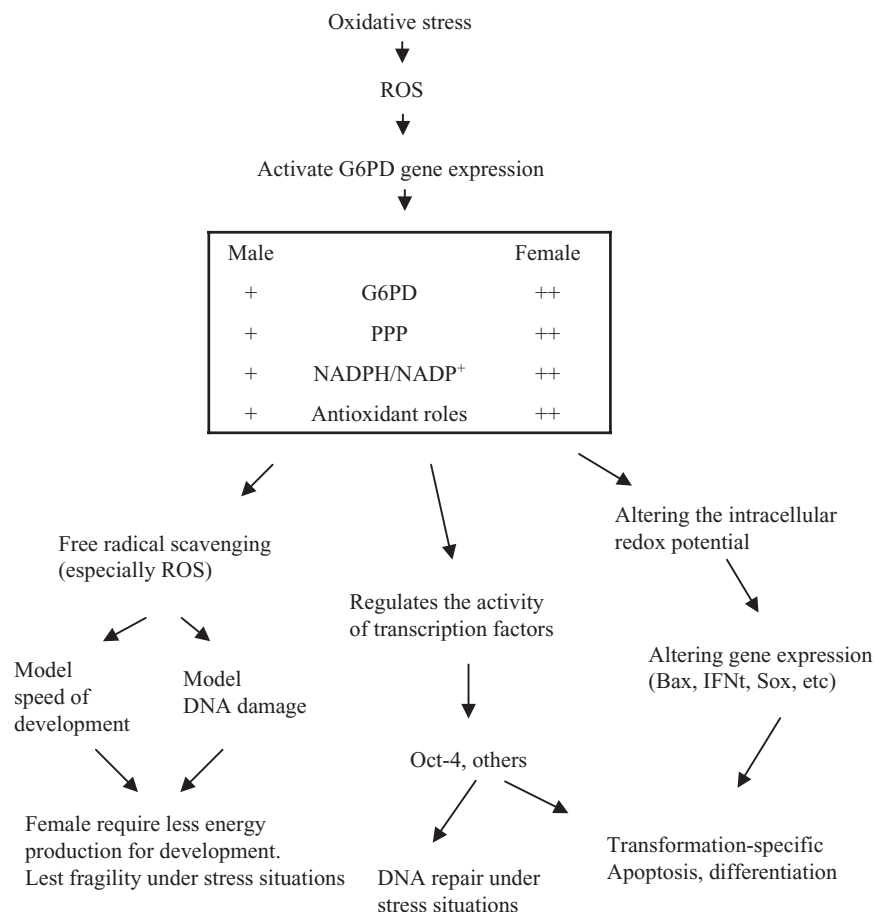 Oxidative stress
ROS
Activate G6PD gene expression
Male Female
+ G6PD ++
+ PPP ++
+ NADPH/NADP⁺ ++
+ Antioxidant roles ++
Free radical scavenging
(especially ROS)
Model
speed of
development
Model
DNA damage
Female require less energy
production for development.
Lest fragility under stress situations
Regulates the activity
of transcription factors
Oct-4, others
DNA repair under
stress situations
Altering the intracellular
redox potential
Altering gene expression
(Bax, IFNt, Sox, etc)
Transformation-specific
Apoptosis, differentiation